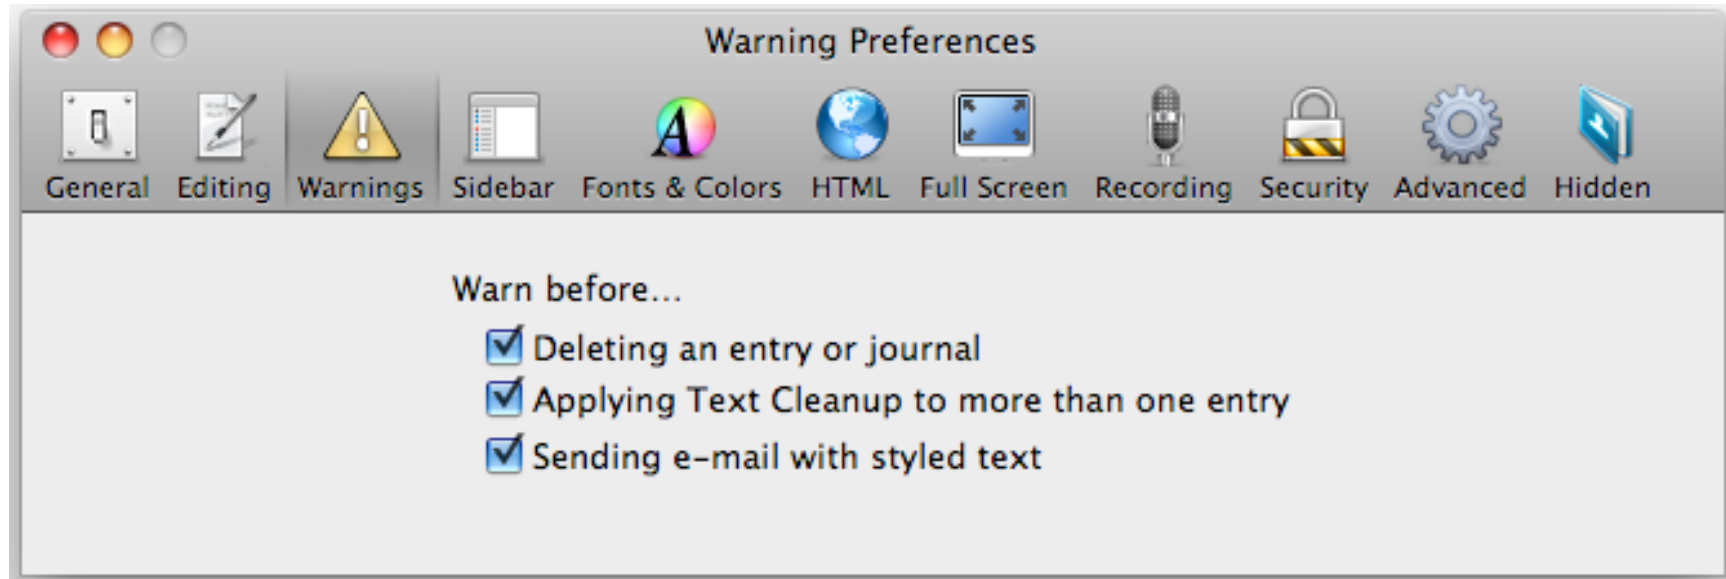 Warning Preferences
General Editing Warnings Sidebar Fonts & Colors HTML Full Screen Recording Security Advanced Hidden
Warn before...
Deleting an entry or journal
Applying Text Cleanup to more than one entry
Sending e-mail with styled text